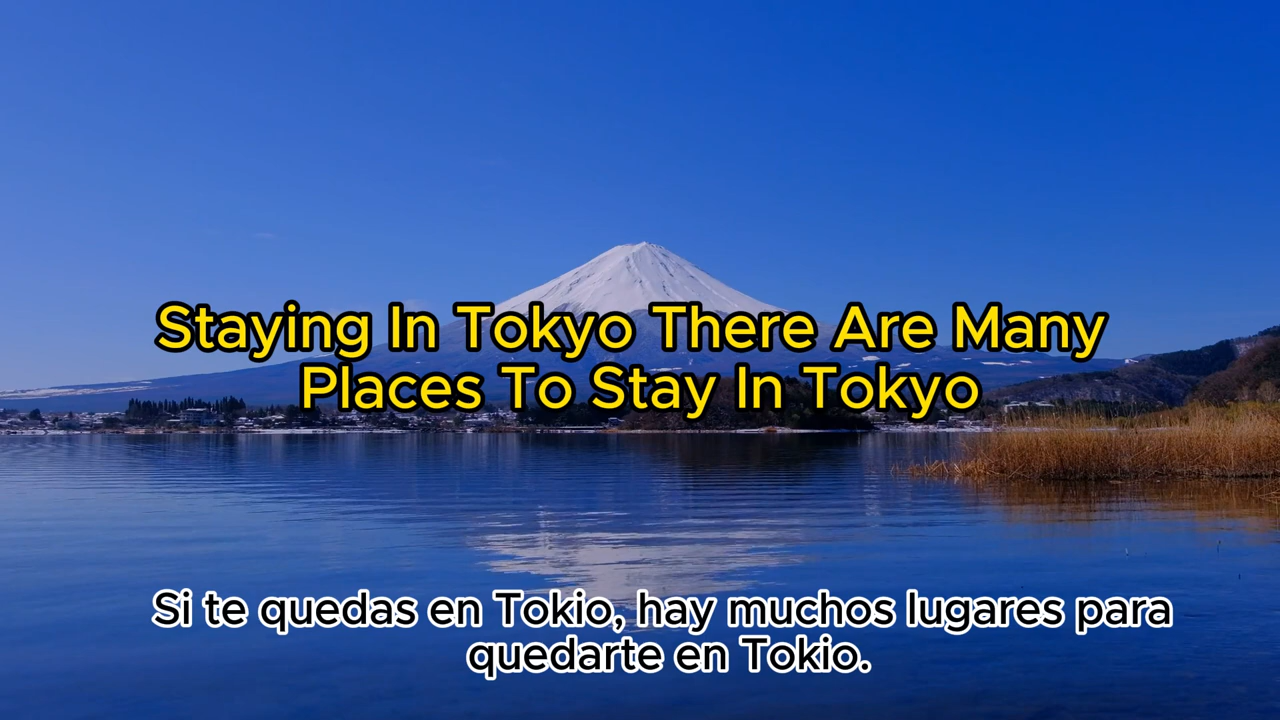 Staying In Tokyo There Are Many
Places To Stay In Tokyo
Si te quedas en Tokio, hay muchos lugares para
quedarte en Tokio.